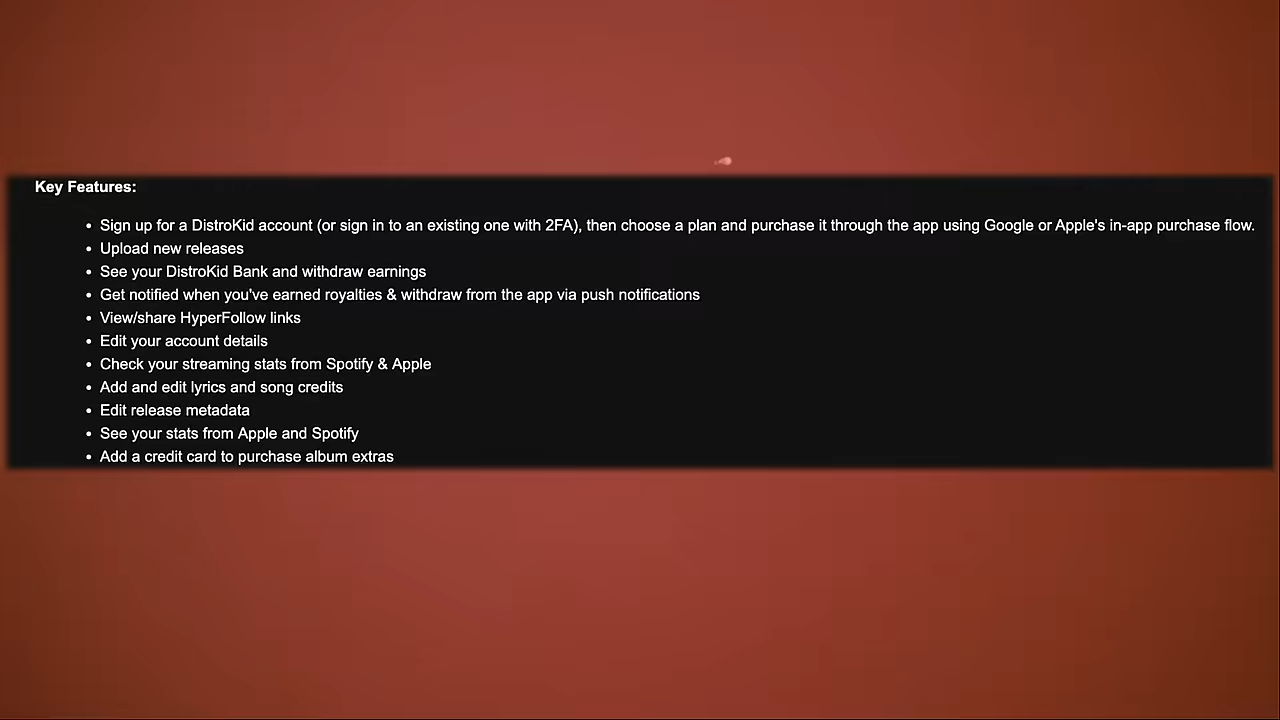 Key Features:
Sign up for a DistroKid account (or sign in to an existing one with 2FA), then choose a plan and purchase it through the app using Google or Apple's in-app purchase flow.
Upload new releases
See your DistroKid Bank and withdraw earnings
Get notified when you've earned royalties & withdraw from the app via push notifications
View/share HyperFollow links
Edit your account details
Check your streaming stats from Spotify & Apple
Add and edit lyrics and song credits
Edit release metadata
See your stats from Apple and Spotify
Add a credit card to purchase album extras